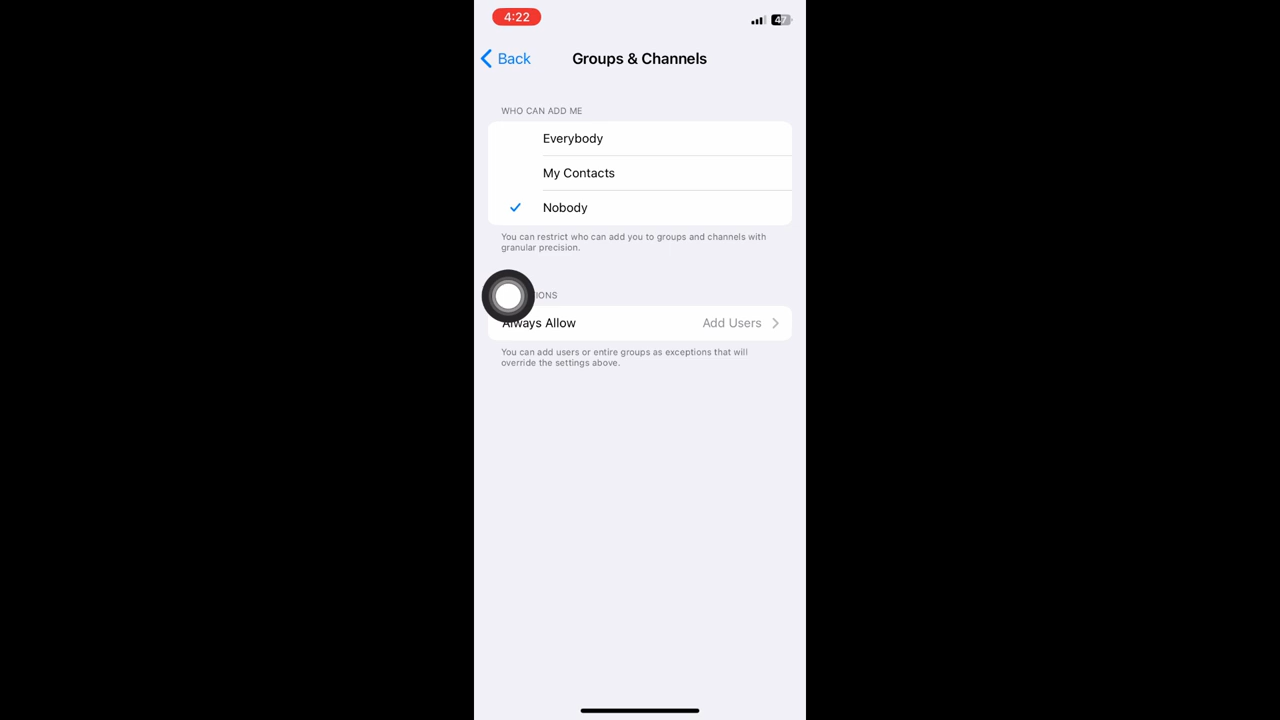 4:22
47
Back
Groups & Channels
WHO CAN ADD ME
Everybody
My Contacts
Nobody
You can restrict who can add you to groups and channels with
granular precision.
IONS
Always Allow
Add Users
You can add users or entire groups as exceptions that will
override the settings above.